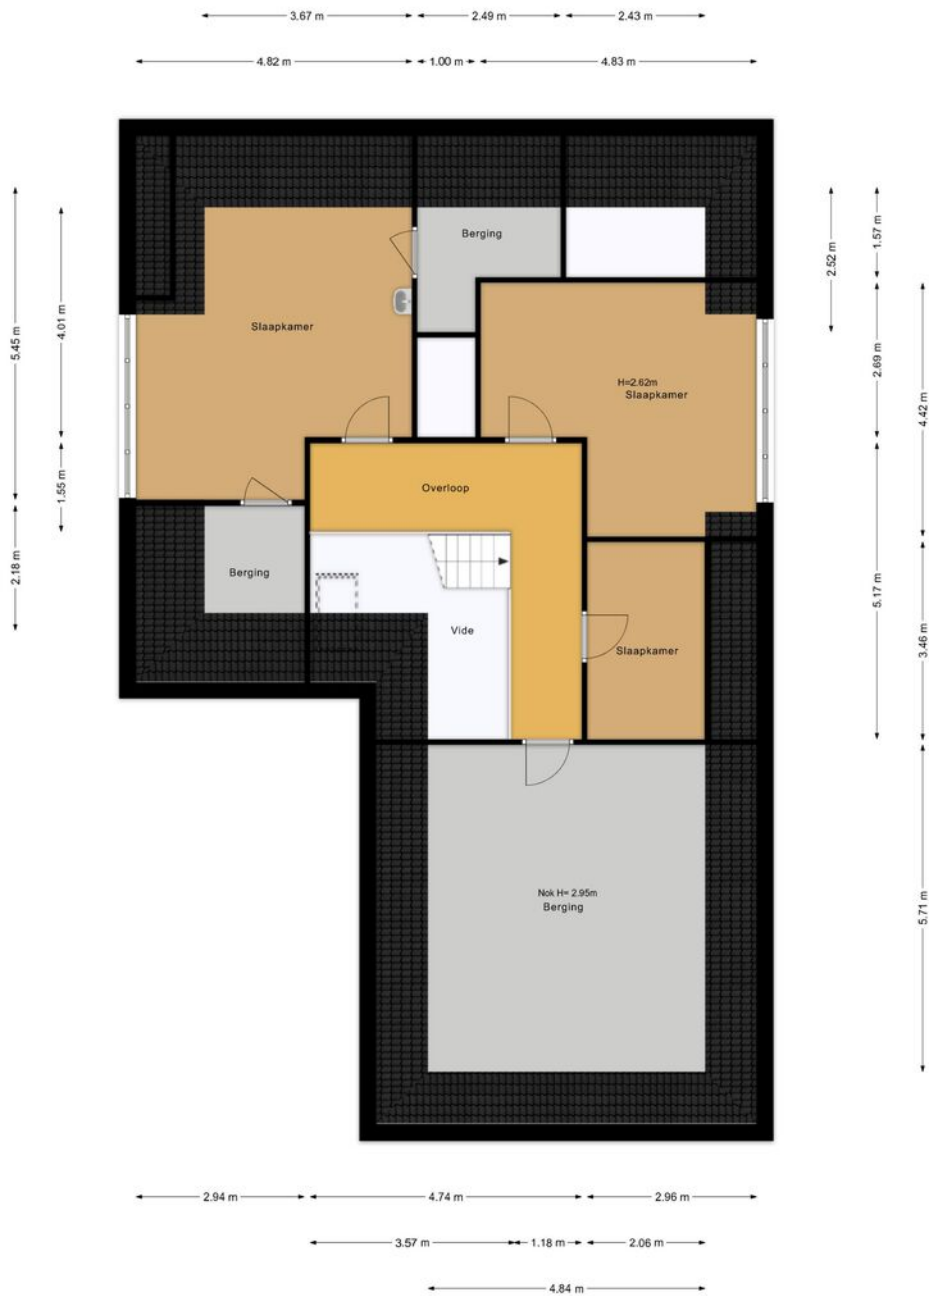 3.67 m
2.49 m
2.43 m
4.82 m
1.00 m
4.83 m
5.45 m
4.01 m
1.55 m
2.18 m
2.52 m
1.57 m
2.69 m
4.42 m
5.17 m
3.46 m
5.71 m
Berging
Slaapkamer
H=2.62m
Slaapkamer
Overloop
Berging
Vide
Slaapkamer
Nok H= 2.95m
Berging
2.94 m
4.74 m
2.96 m
3.57 m
1.18 m
2.06 m
4.84 m